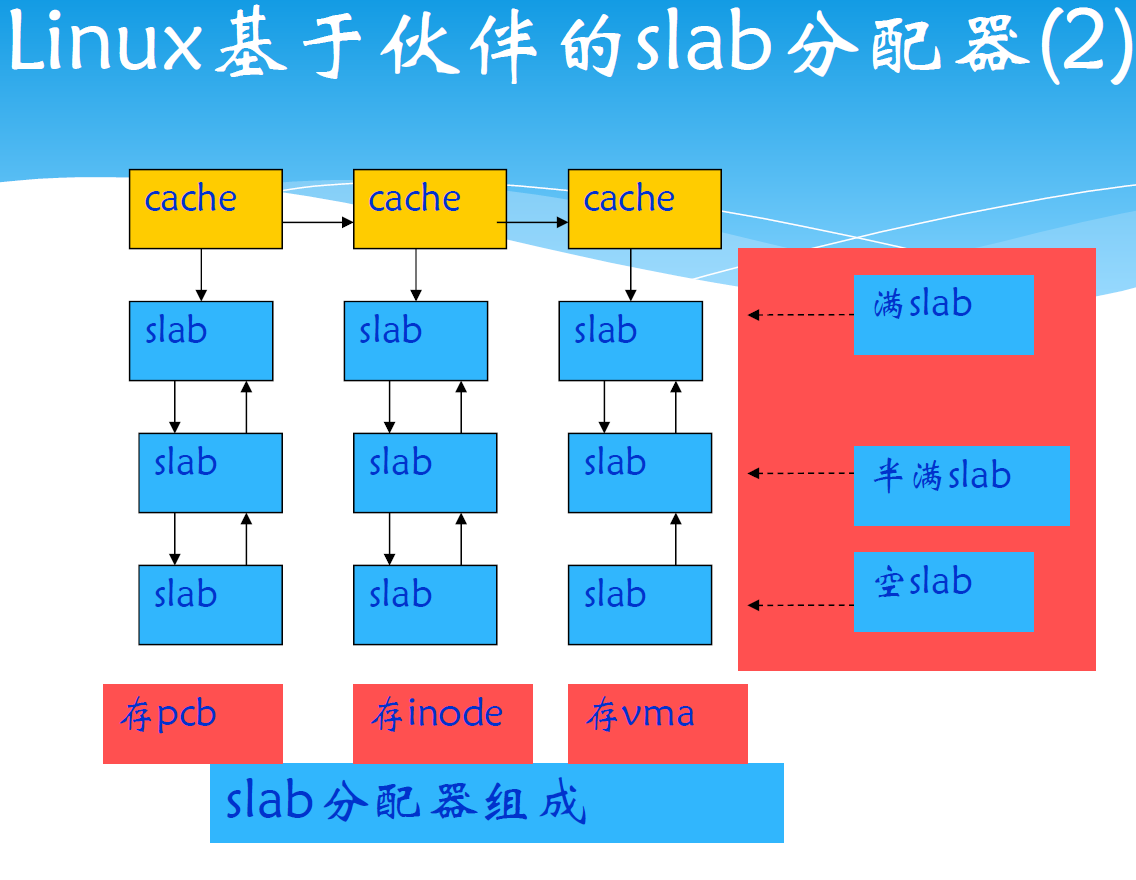 Linux基于伙伴的slab分配器(2)
cache cache cache
slab slab slab 满slab
slab slab slab 半满slab
slab slab slab 空slab
存pcb 存inode 存vma
slab分配器组成